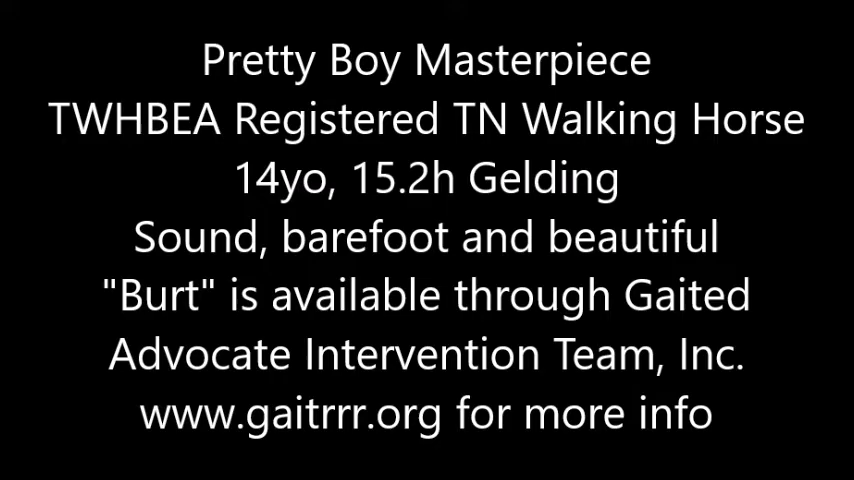 Pretty Boy Masterpiece
TWHBEA Registered TN Walking Horse
14yo, 15.2h Gelding
Sound, barefoot and beautiful
"Burt" is available through Gaited
Advocate Intervention Team, Inc.
www.gaitrrr.org for more info